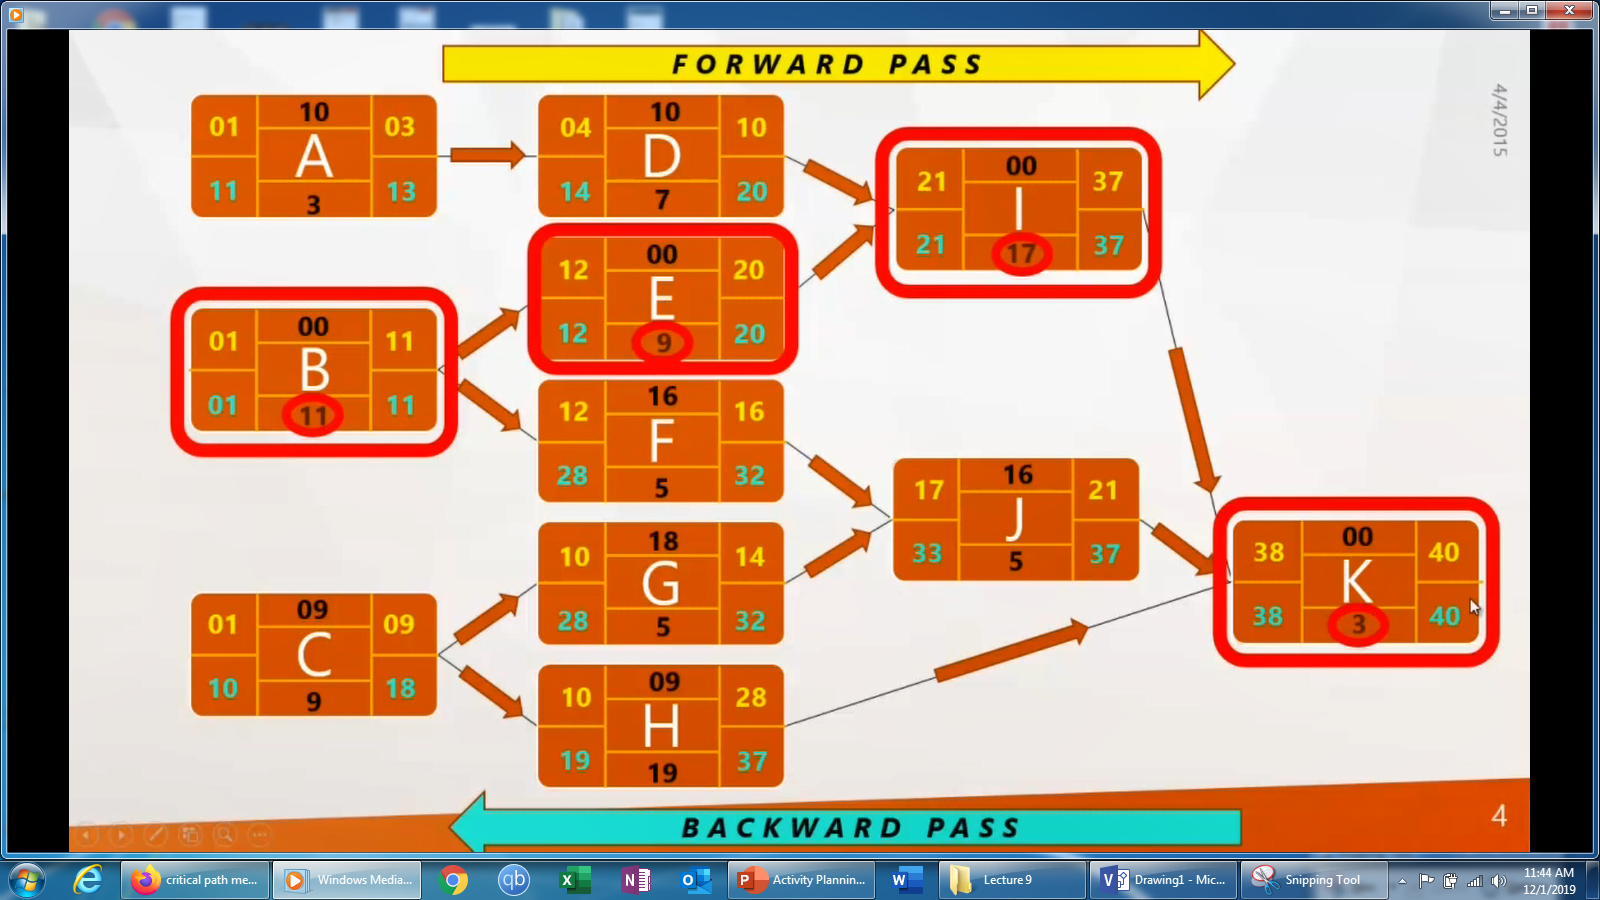 FORWARD PASS
4/4/2015
01 10 03
A
11 3 13
04 10 10
D
14 7 20
21 00 37
I
21 17 37
12 00 20
E
12 9 20
01 00 11
B
01 11 11
12 16 16
F
28 5 32
17 16 21
J
33 5 37
10 18 14
G
28 5 32
38 00 40
K
38 3 40
01 09 09
C
10 9 18
10 09 28
H
19 19 37
4
BACKWARD PASS
critical path me... Windows Media... qb Activity Plannin... Lecture 9 Drawing1 - Mic... Snipping Tool 11:44 AM
12/1/2019